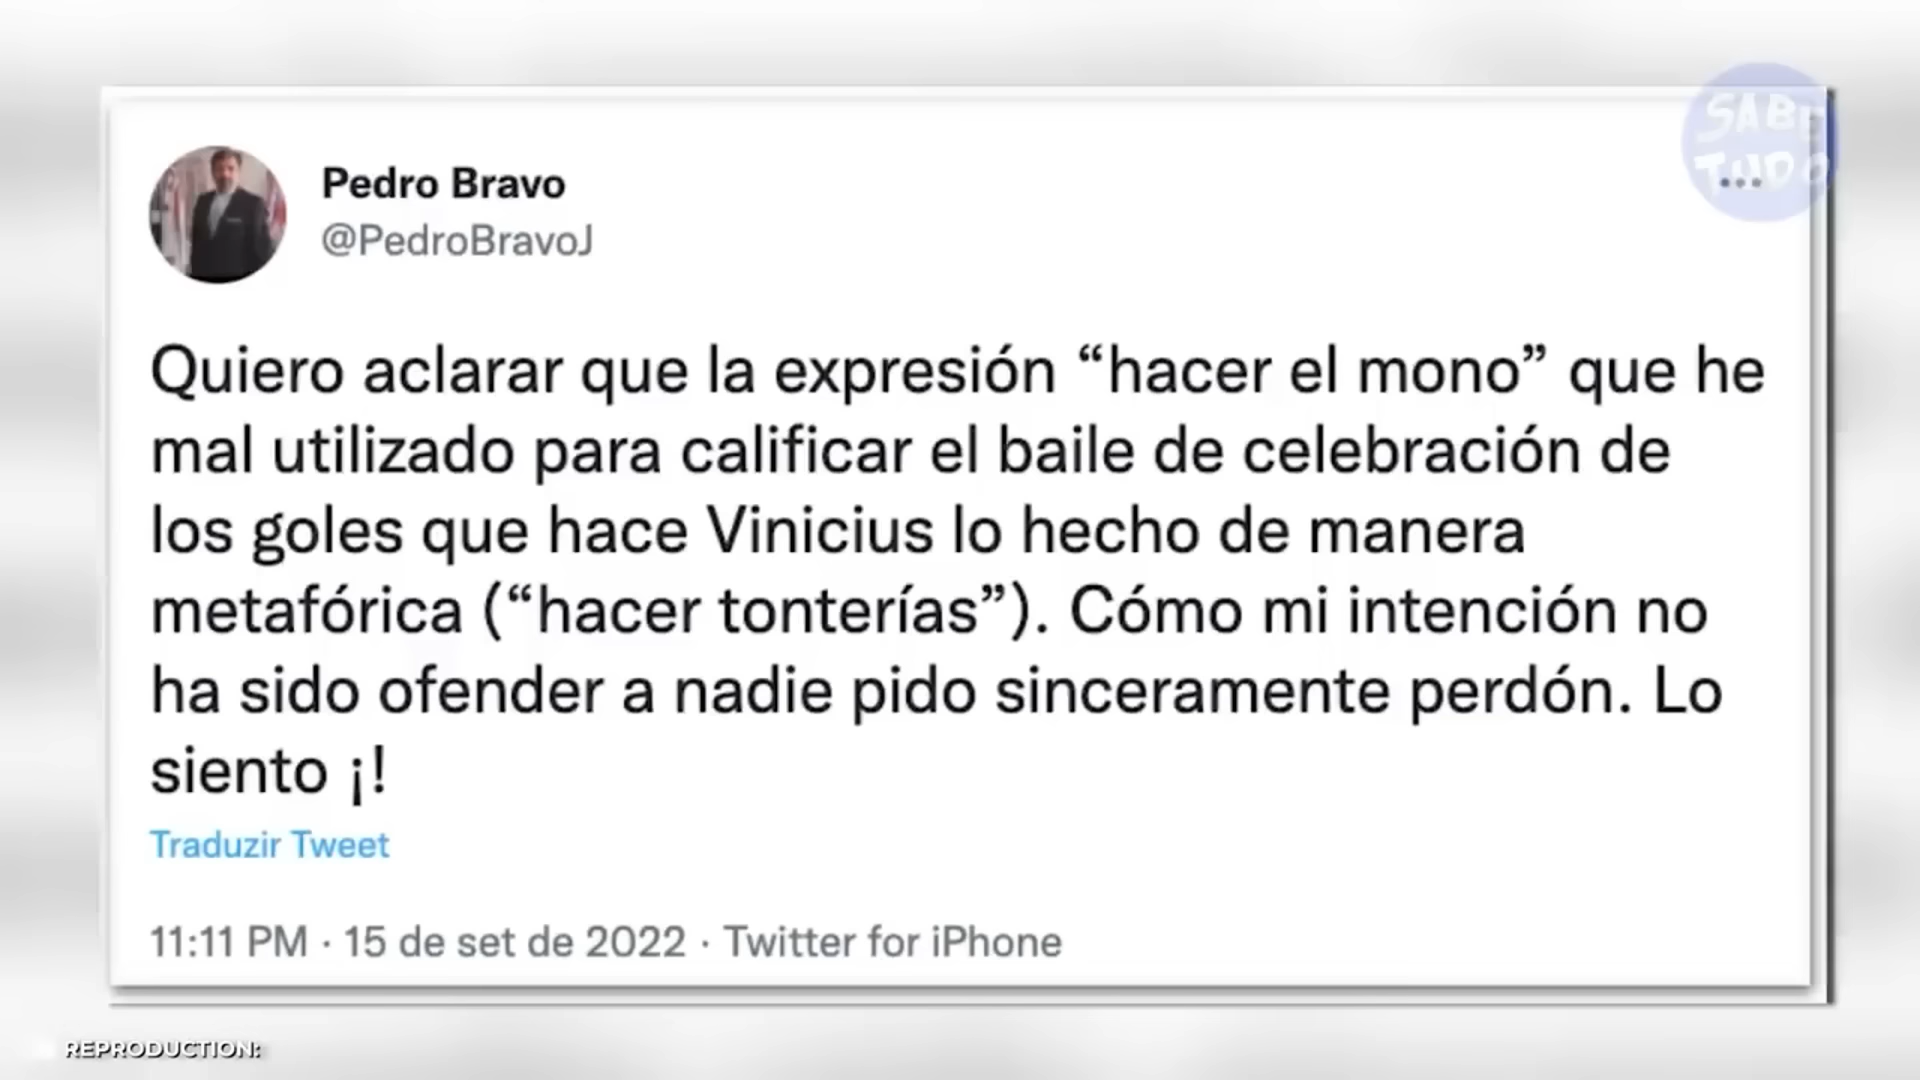 SABE
TUDO
Pedro Bravo
@PedroBravoJ
Quiero aclarar que la expresión “hacer el mono” que he
mal utilizado para calificar el baile de celebración de
los goles que hace Vinicius lo hecho de manera
metafórica (“hacer tonterías”). Cómo mi intención no
ha sido ofender a nadie pido sinceramente perdón. Lo
siento ¡!
Traduzir Tweet
11:11 PM · 15 de set de 2022 · Twitter for iPhone
REPRODUCTION: